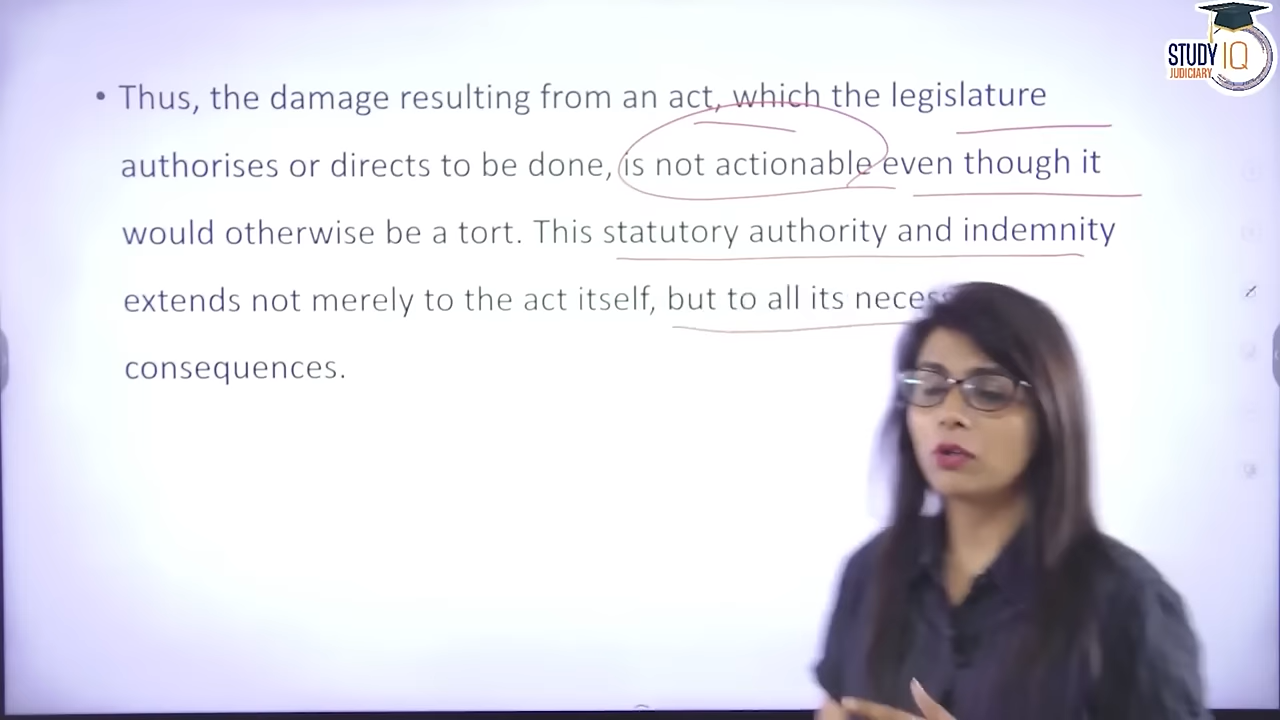 STUDY IQ
JUDICIARY
• Thus, the damage resulting from an act, which the legislature
authorises or directs to be done, is not actionable even though it
would otherwise be a tort. This statutory authority and indemnity
extends not merely to the act itself, but to all its
consequences.